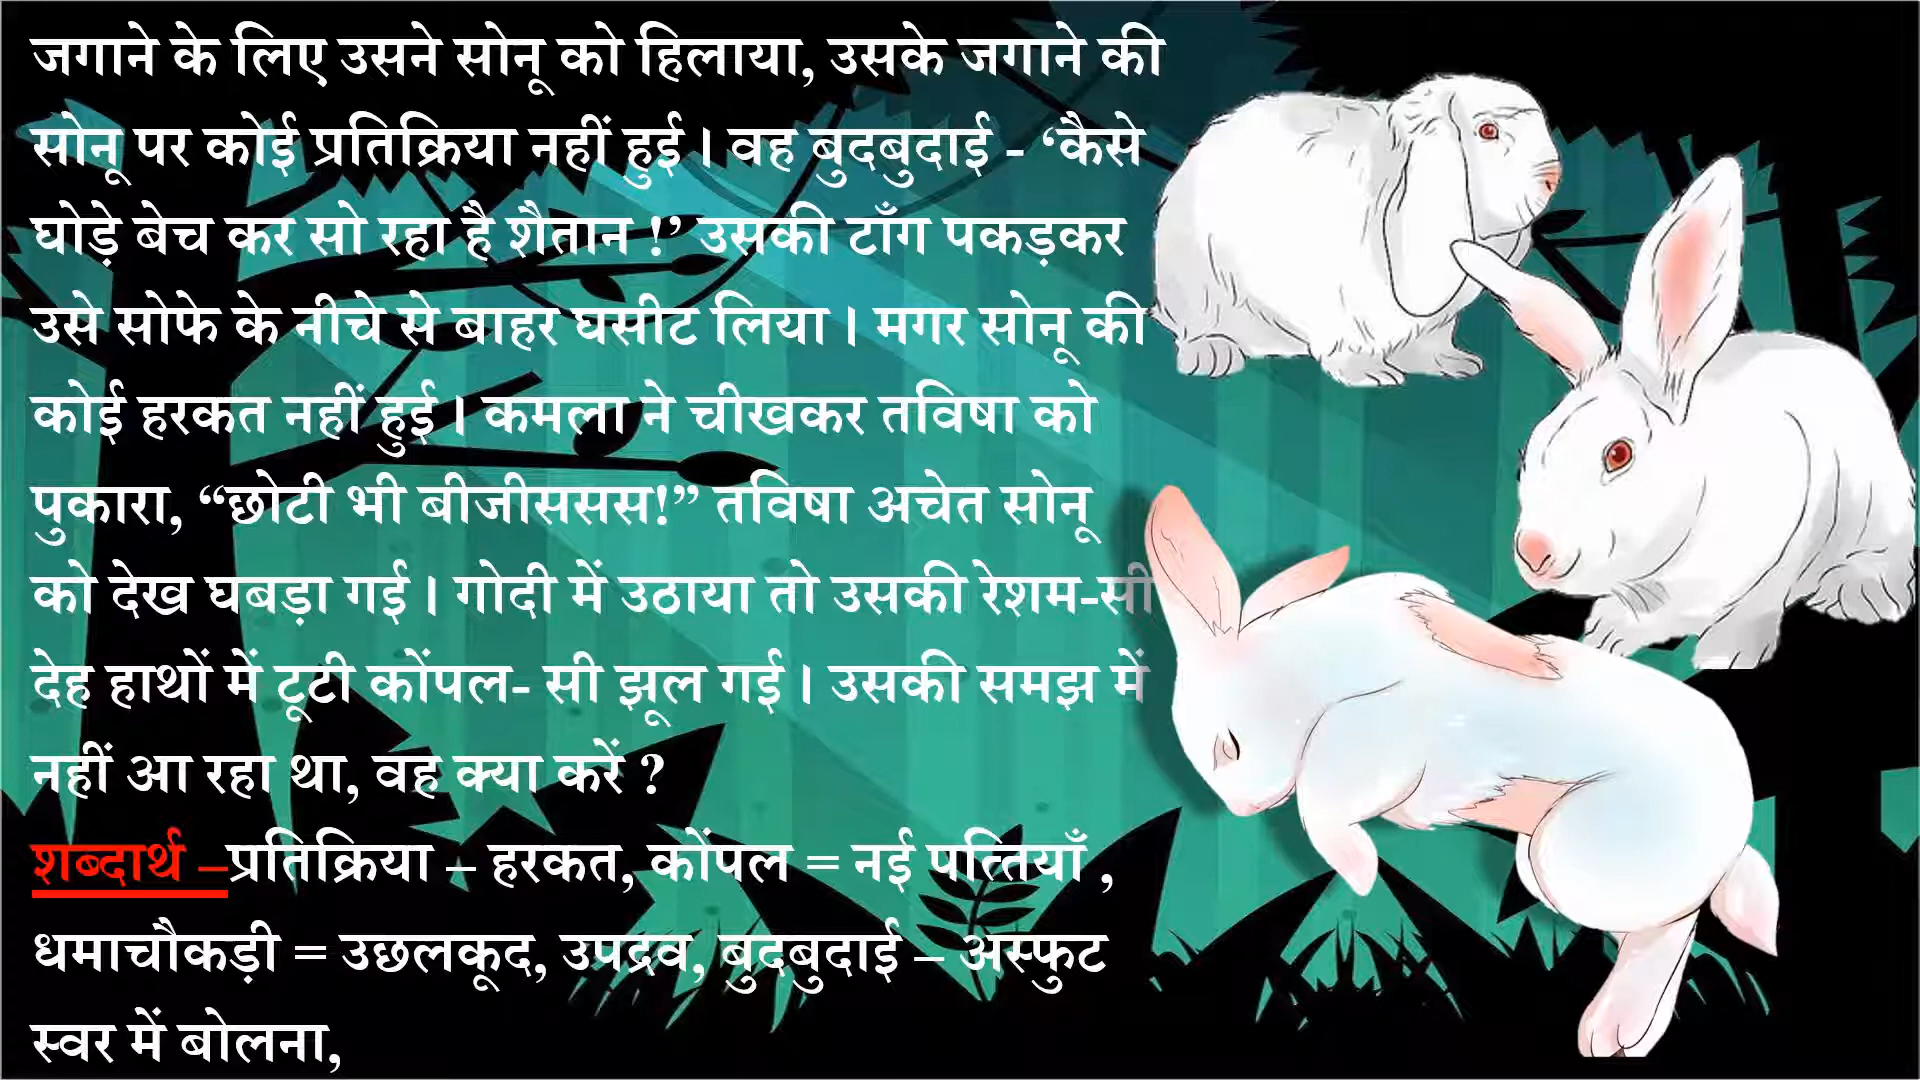 जगाने के लिए उसने सोनू को हिलाया, उसके जगाने की
सोनू पर कोई प्रतिक्रिया नहीं हुई । वह बुदबुदाई - ‘कैसे
घोड़े बेच कर सो रहा है शैतान !’ उसकी टाँग पकड़कर
उसे सोफे के नीचे से बाहर घसीट लिया । मगर सोनू की
कोई हरकत नहीं हुई । कमला ने चीखकर तविषा को
पुकारा, “छोटी भी बीजीससस!” तविषा अचेत सोनू
को देख घबड़ा गई । गोदी में उठाया तो उसकी रेशम-सी
देह हाथों में टूटी कोंपल- सी झूल गई । उसकी समझ में
नहीं आ रहा था, वह क्या करें ?
शब्दार्थ –प्रतिक्रिया – हरकत, कोंपल = नई पत्तियाँ ,
धमाचौकड़ी = उछलकूद, उपद्रव, बुदबुदाई – अस्फुट
स्वर में बोलना,